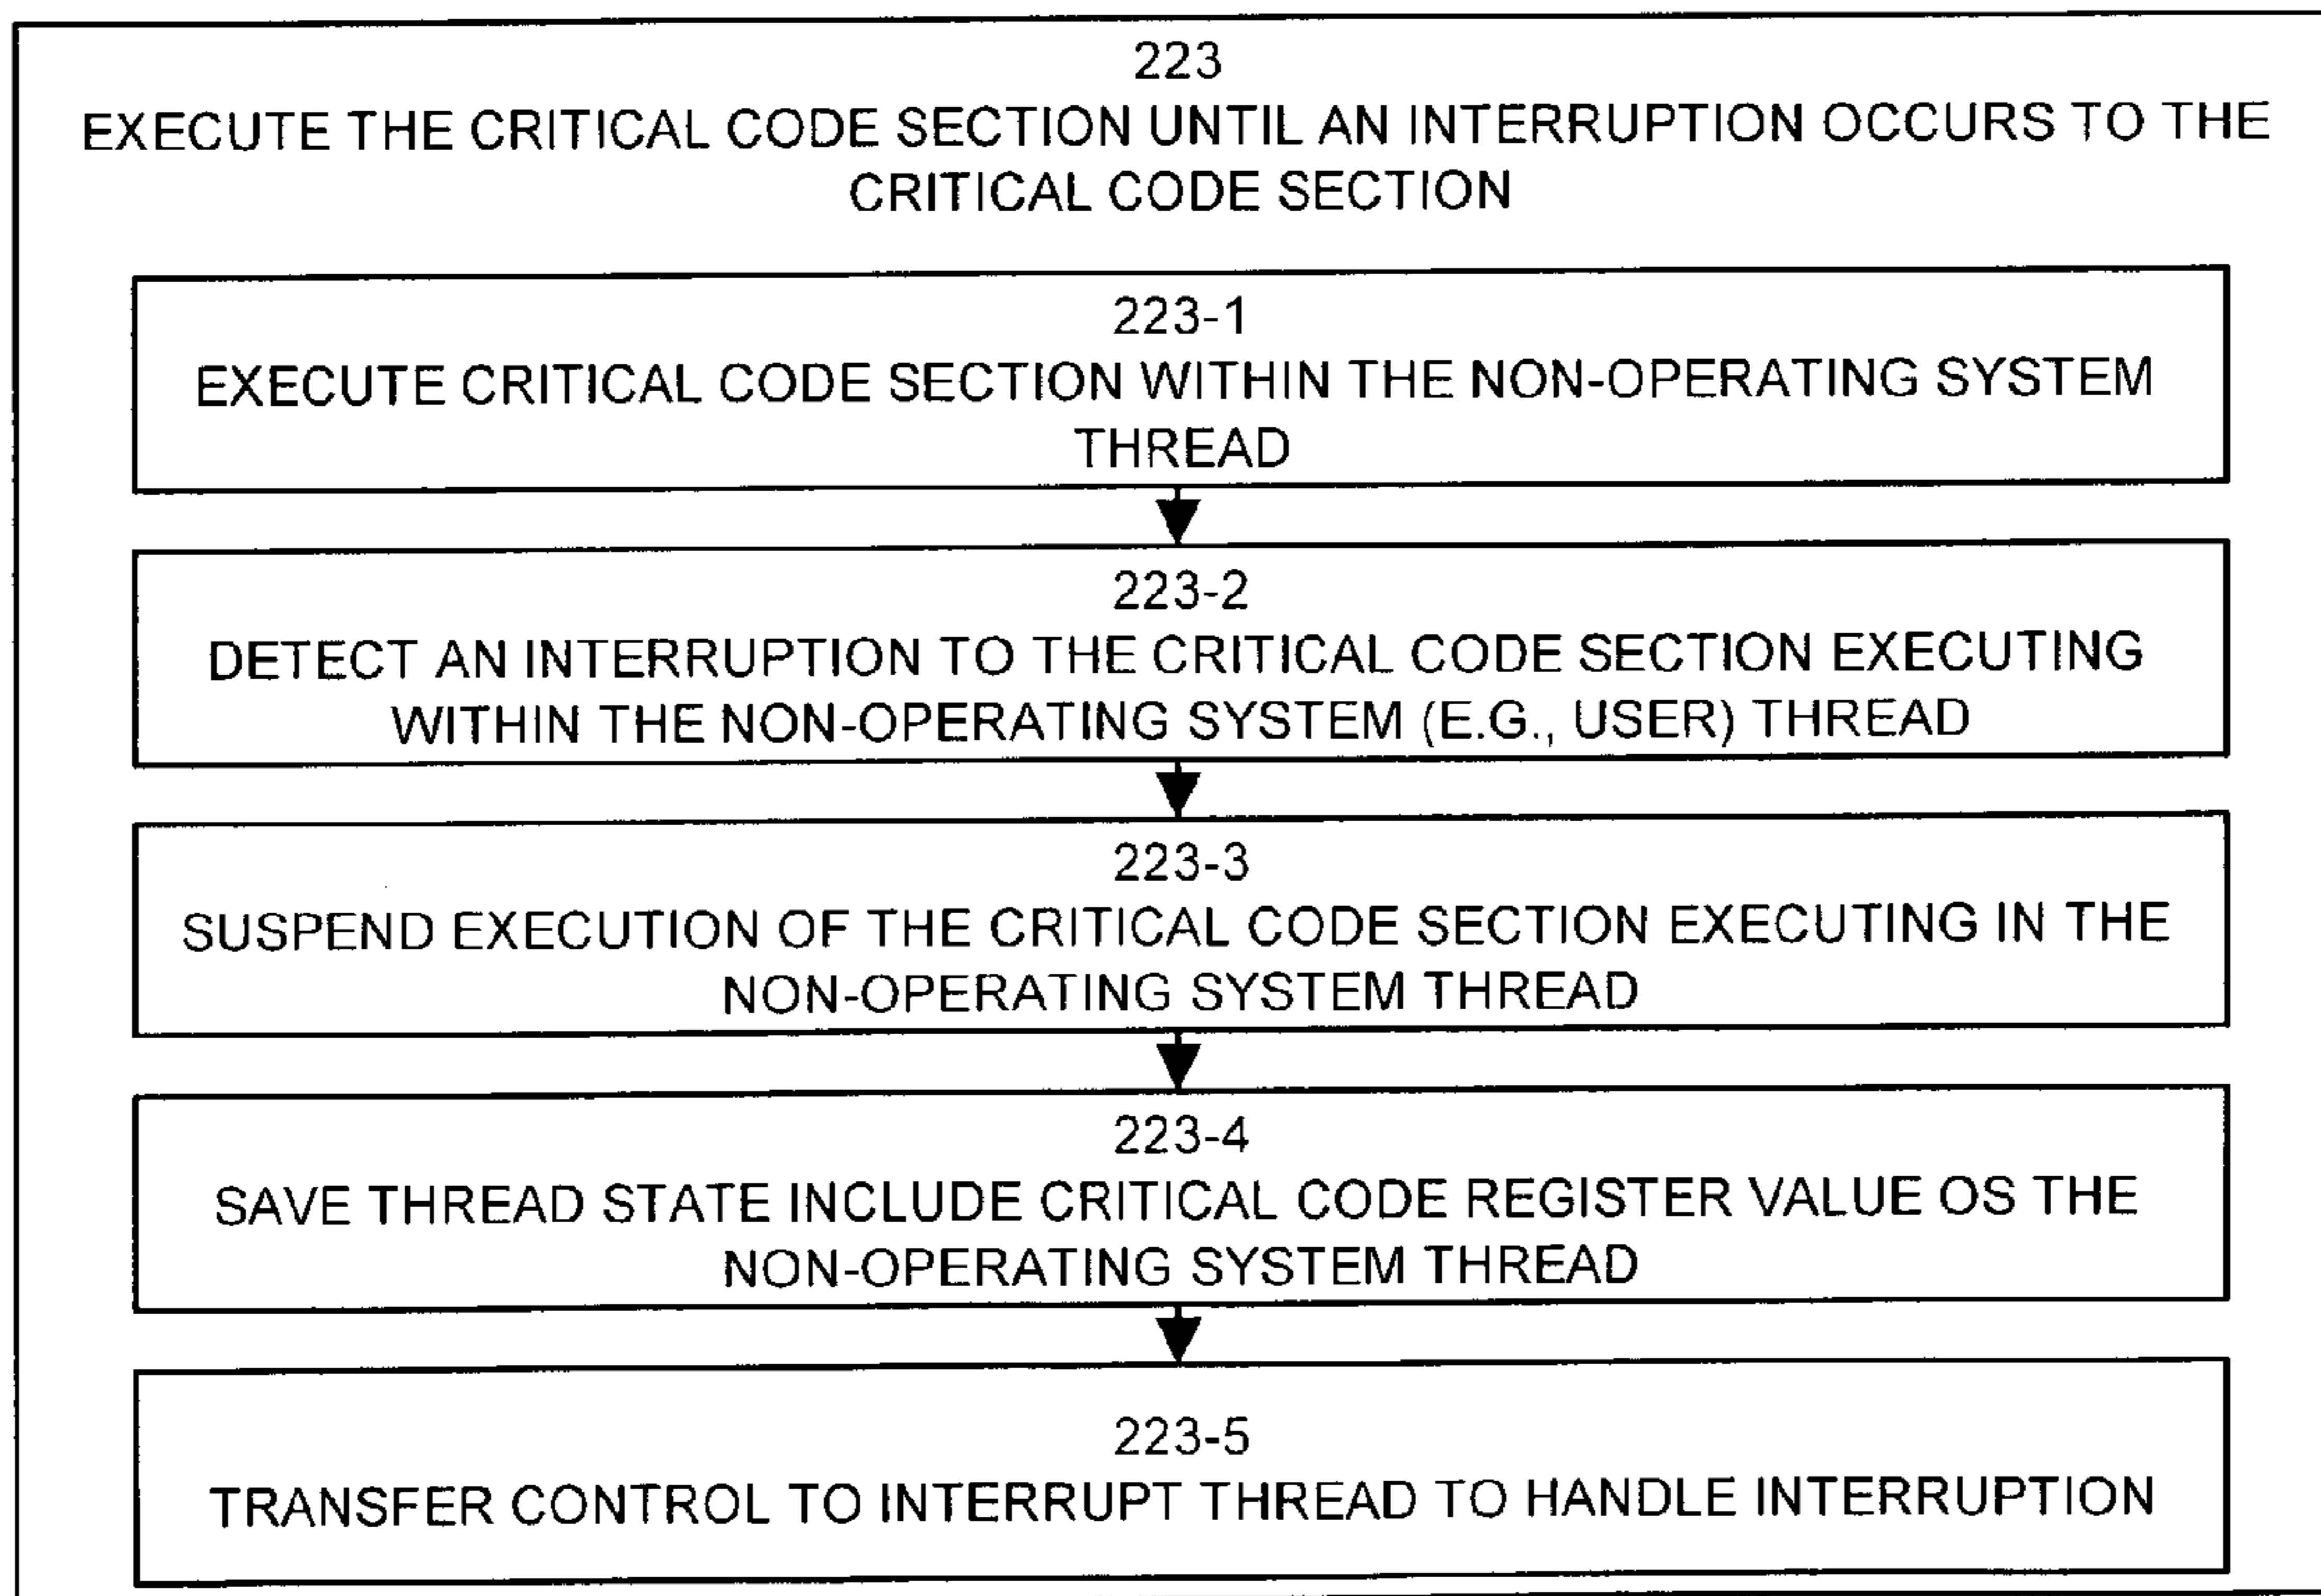 223
EXECUTE THE CRITICAL CODE SECTION UNTIL AN INTERRUPTION OCCURS TO THE
CRITICAL CODE SECTION
223-1
EXECUTE CRITICAL CODE SECTION WITHIN THE NON-OPERATING SYSTEM
THREAD
223-2
DETECT AN INTERRUPTION TO THE CRITICAL CODE SECTION EXECUTING
WITHIN THE NON-OPERATING SYSTEM (E.G., USER) THREAD
223-3
SUSPEND EXECUTION OF THE CRITICAL CODE SECTION EXECUTING IN THE
NON-OPERATING SYSTEM THREAD
223-4
SAVE THREAD STATE INCLUDE CRITICAL CODE REGISTER VALUE OS THE
NON-OPERATING SYSTEM THREAD
223-5
TRANSFER CONTROL TO INTERRUPT THREAD TO HANDLE INTERRUPTION